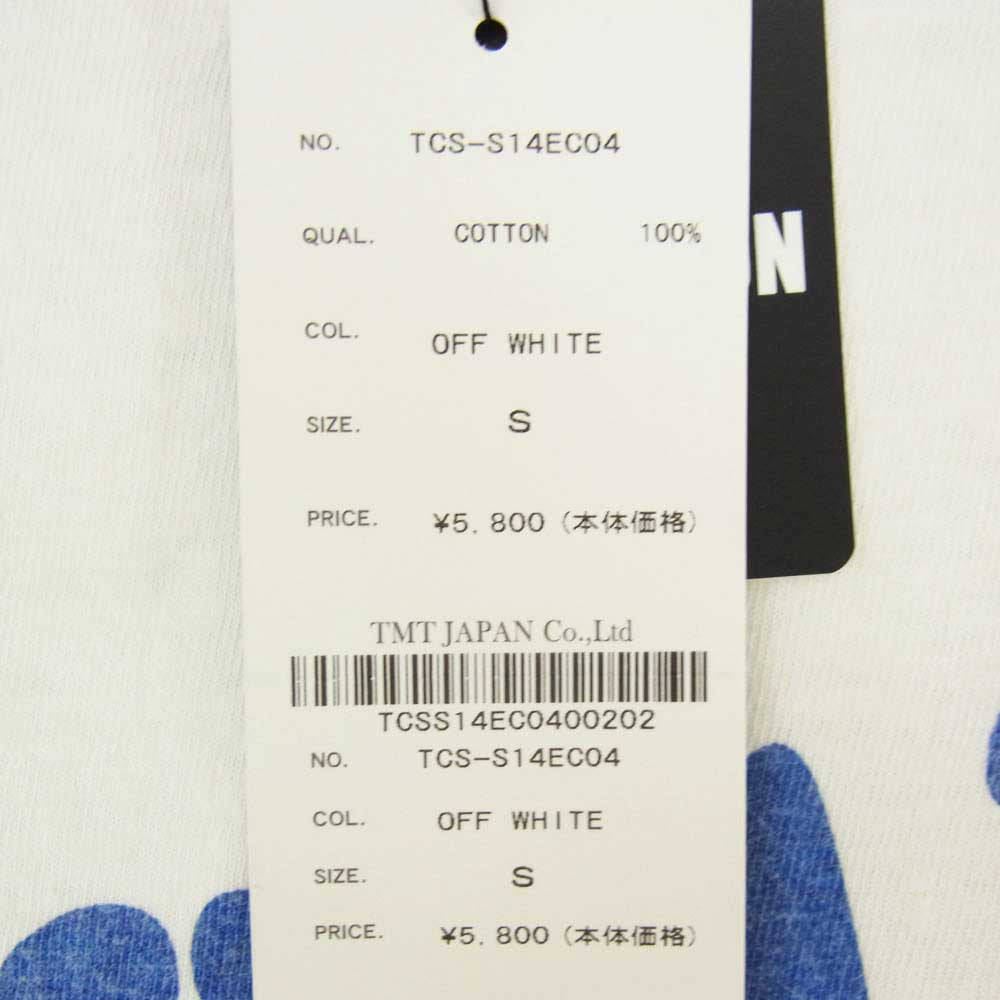 NO. TCS-S14EC04
QUAL. COTTON 100%
COL. OFF WHITE
SIZE. S
PRICE. ¥5,800 (本体価格)
TMT JAPAN Co.,Ltd
TCSS14EC0400202
NO. TCS-S14EC04
COL. OFF WHITE
SIZE. S
PRICE. ¥5,800 (本体価格)